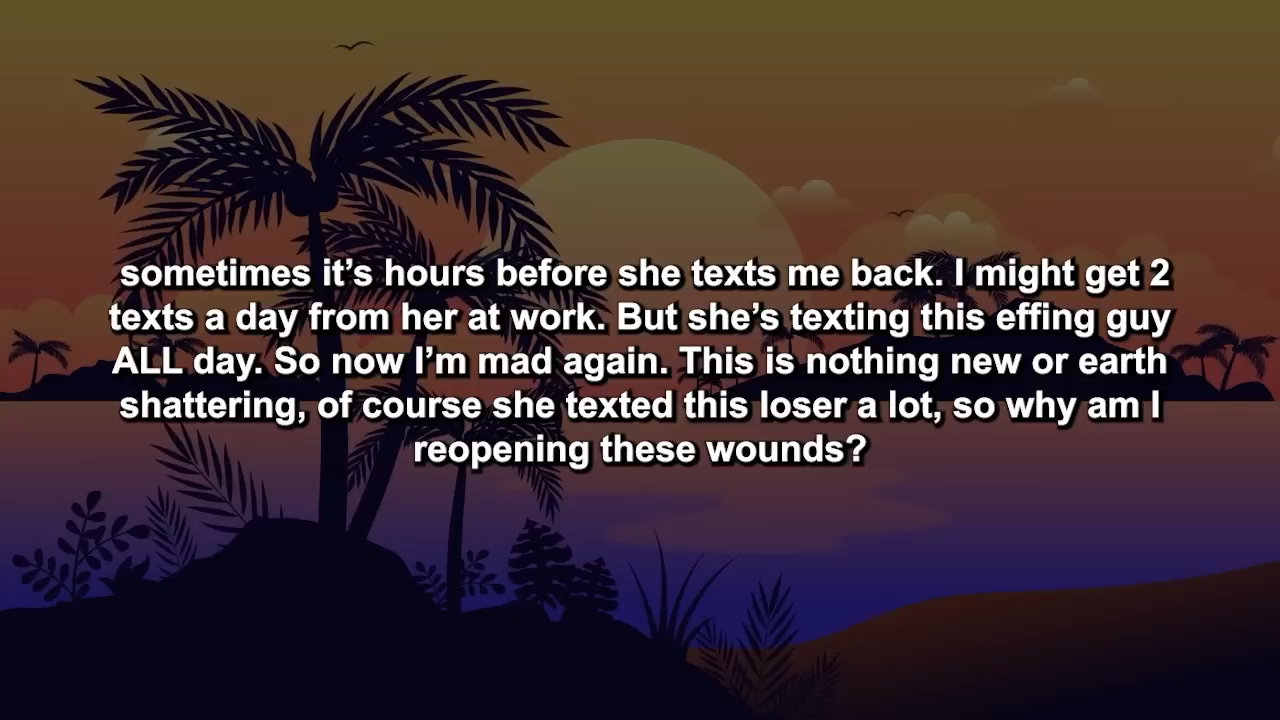 sometimes it’s hours before she texts me back. I might get 2
texts a day from her at work. But she’s texting this effing guy
ALL day. So now I’m mad again. This is nothing new or earth
shattering, of course she texted this loser a lot, so why am I
reopening these wounds?